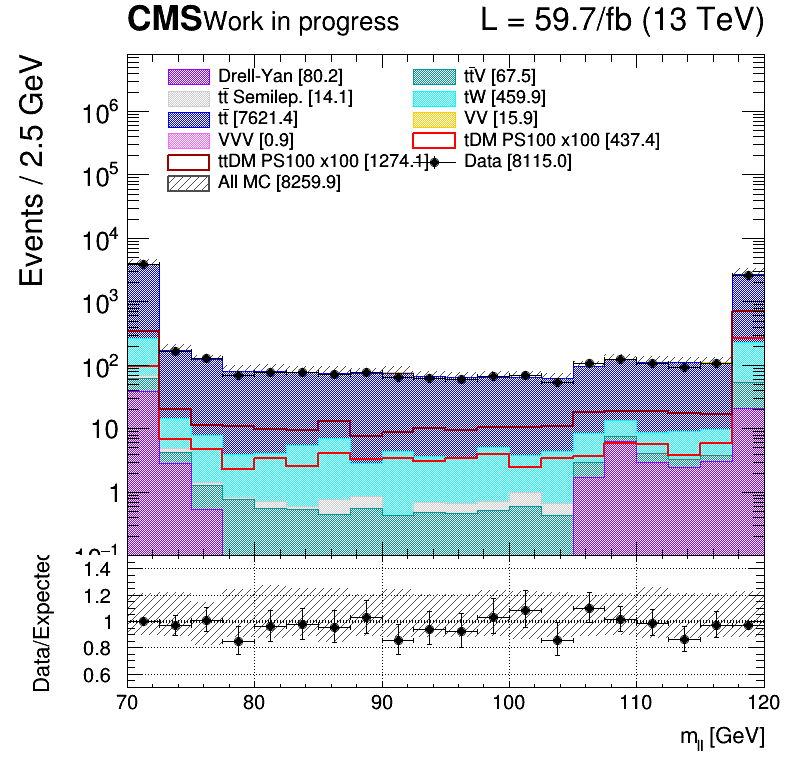 CMS Work in progress L = 59.7/fb (13 TeV)
Events / 2.5 GeV
Drell-Yan [80.2] tt̄V [67.5]
tt̄ Semilep. [14.1] tW [459.9]
tt̄ [7621.4] VV [15.9]
VVV [0.9] tDM PS100 x100 [437.4]
ttDM PS100 x100 [1274.1] Data [8115.0]
All MC [8259.9]
10⁶
10⁵
10⁴
10³
10²
10
1
10⁻¹
Data/Expected
1.4
1.2
1
0.8
0.6
70 80 90 100 110 120
m_ll [GeV]